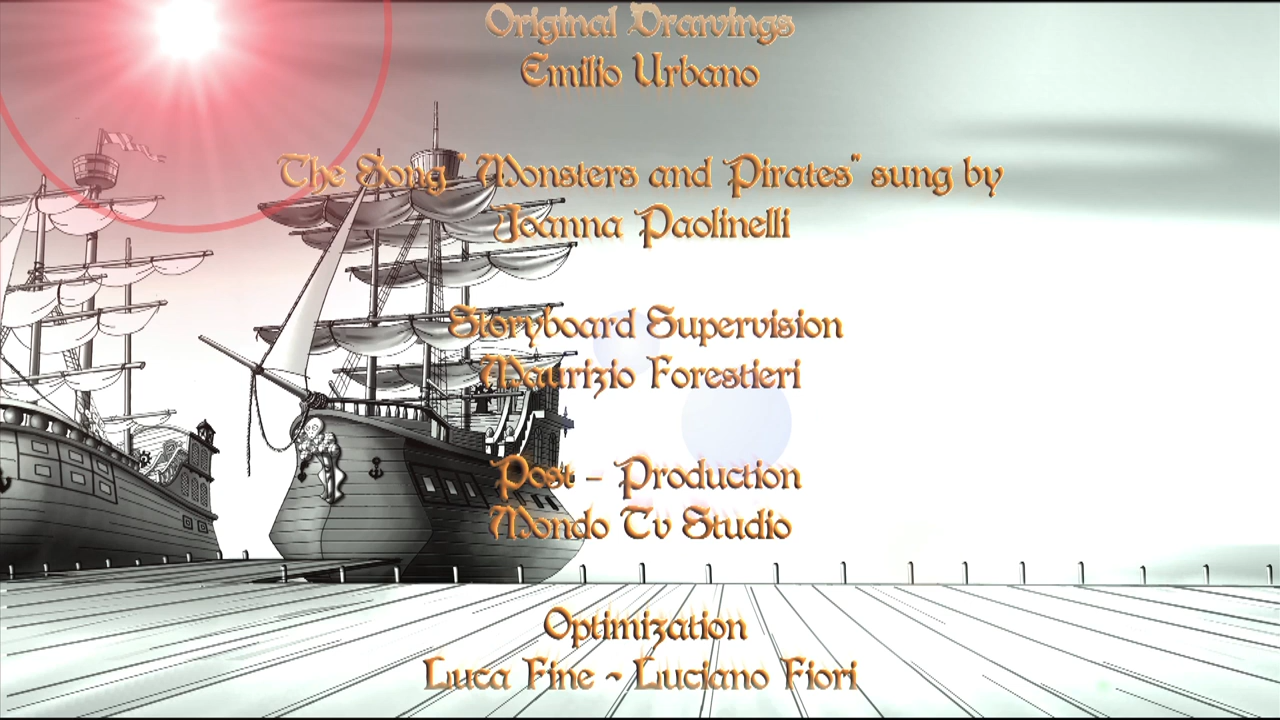 Original Drawings
Emilio Urbano
The Song " Monsters and Pirates" sung by
Joanna Paolinelli
Storyboard Supervision
Maurizio Forestieri
Post - Production
Mondo Tv Studio
Optimization
Luca Fine - Luciano Fiori